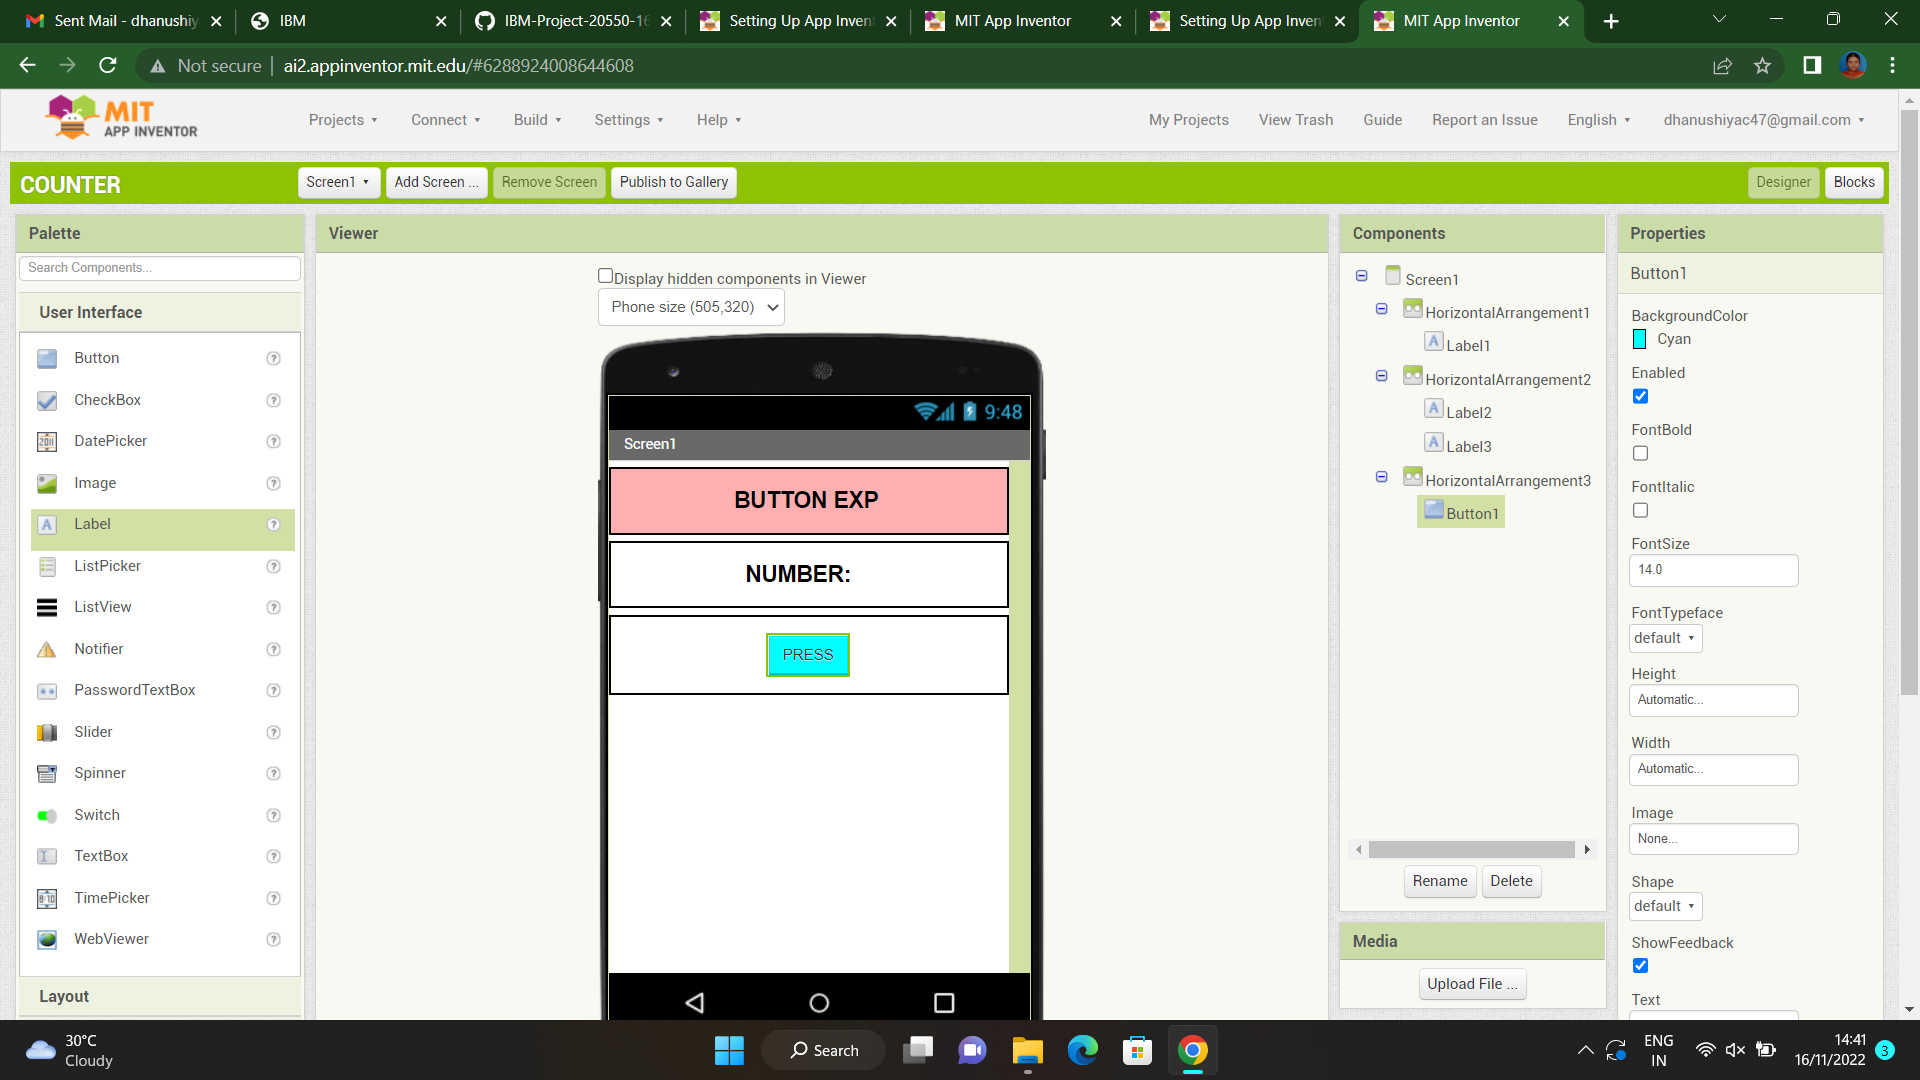 Sent Mail - dhanushiy
IBM
IBM-Project-20550-16
Setting Up App Invent
MIT App Inventor
Setting Up App Inven
MIT App Inventor
Not secure
ai2.appinventor.mit.edu/#6288924008644608
MIT
APP INVENTOR
Projects
Connect
Build
Settings
Help
My Projects
View Trash
Guide
Report an Issue
English
dhanushiyac47@gmail.com
COUNTER
Screen1
Add Screen ...
Remove Screen
Publish to Gallery
Designer
Blocks
Palette
Search Components...
User Interface
Button ?
CheckBox ?
2011
DatePicker ?
Image ?
A
Label ?
ListPicker ?
ListView ?
Notifier ?
PasswordTextBox ?
Slider ?
Spinner ?
Switch ?
TextBox ?
8:10
TimePicker ?
WebViewer ?
Layout
Viewer
Display hidden components in Viewer
Phone size (505,320)
9:48
Screen1
BUTTON EXP
NUMBER:
PRESS
Components
Screen1
HorizontalArrangement1
A Label1
HorizontalArrangement2
A Label2
A Label3
HorizontalArrangement3
Button1
Rename
Delete
Media
Upload File ...
Properties
Button1
BackgroundColor
Cyan
Enabled
FontBold
FontItalic
FontSize
14.0
FontTypeface
default
Height
Automatic...
Width
Automatic...
Image
None...
Shape
default
ShowFeedback
Text
30°C
Cloudy
Search
ENG
IN
14:41
16/11/2022
3